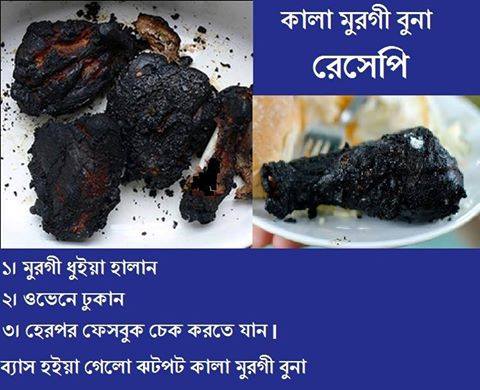 কালা মুরগী বুনা
রেসেপি
১। মুরগী ধুইয়া হালান
২। ওভেনে ঢুকান
৩। হেরপর ফেসবুক চেক করতে যান।
ব্যাস হইয়া গেলো ঝটপট কালা মুরগী বুনা